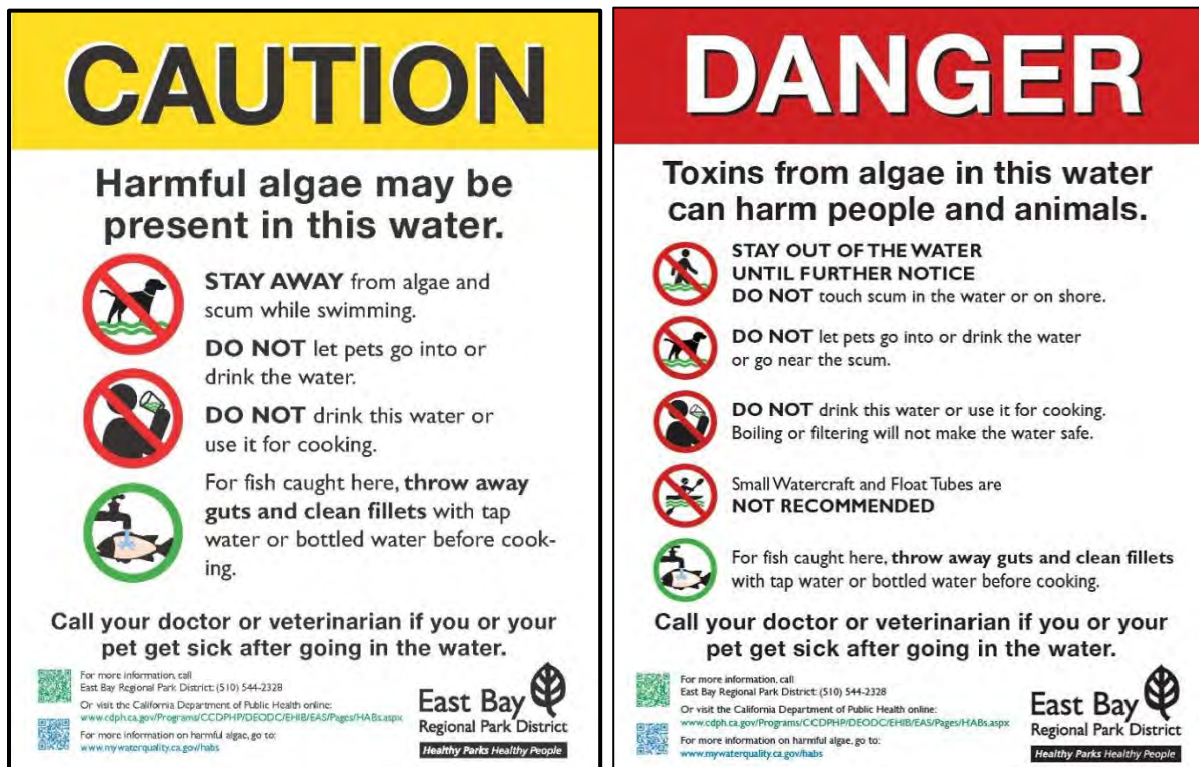 CAUTION
Harmful algae may be
present in this water.
STAY AWAY from algae and
scum while swimming.
DO NOT let pets go into or
drink the water.
DO NOT drink this water or
use it for cooking.
For fish caught here, throw away
guts and clean fillets with tap
water or bottled water before cook-
ing.
Call your doctor or veterinarian if you or your
pet get sick after going in the water.
For more information, call
East Bay Regional Park District: (510) 544-2328
Or visit the California Department of Public Health online:
www.cdph.ca.gov/Programs/CCDPHP/DEODC/EHIB/EAS/Pages/HABs.aspx
For more information on harmful algae, go to:
www.mywaterquality.ca.gov/habs
East Bay
Regional Park District
Healthy Parks Healthy People
DANGER
Toxins from algae in this water
can harm people and animals.
STAY OUT OF THE WATER
UNTIL FURTHER NOTICE
DO NOT touch scum in the water or on shore.
DO NOT let pets go into or drink the water
or go near the scum.
DO NOT drink this water or use it for cooking.
Boiling or filtering will not make the water safe.
Small Watercraft and Float Tubes are
NOT RECOMMENDED
For fish caught here, throw away guts and clean fillets
with tap water or bottled water before cooking.
Call your doctor or veterinarian if you or your
pet get sick after going in the water.
For more information, call
East Bay Regional Park District: (510) 544-2328
Or visit the California Department of Public Health online:
www.cdph.ca.gov/Programs/CCDPHP/DEODC/EHIB/EAS/Pages/HABs.aspx
For more information on harmful algae, go to:
www.mywaterquality.ca.gov/habs
East Bay
Regional Park District
Healthy Parks Healthy People